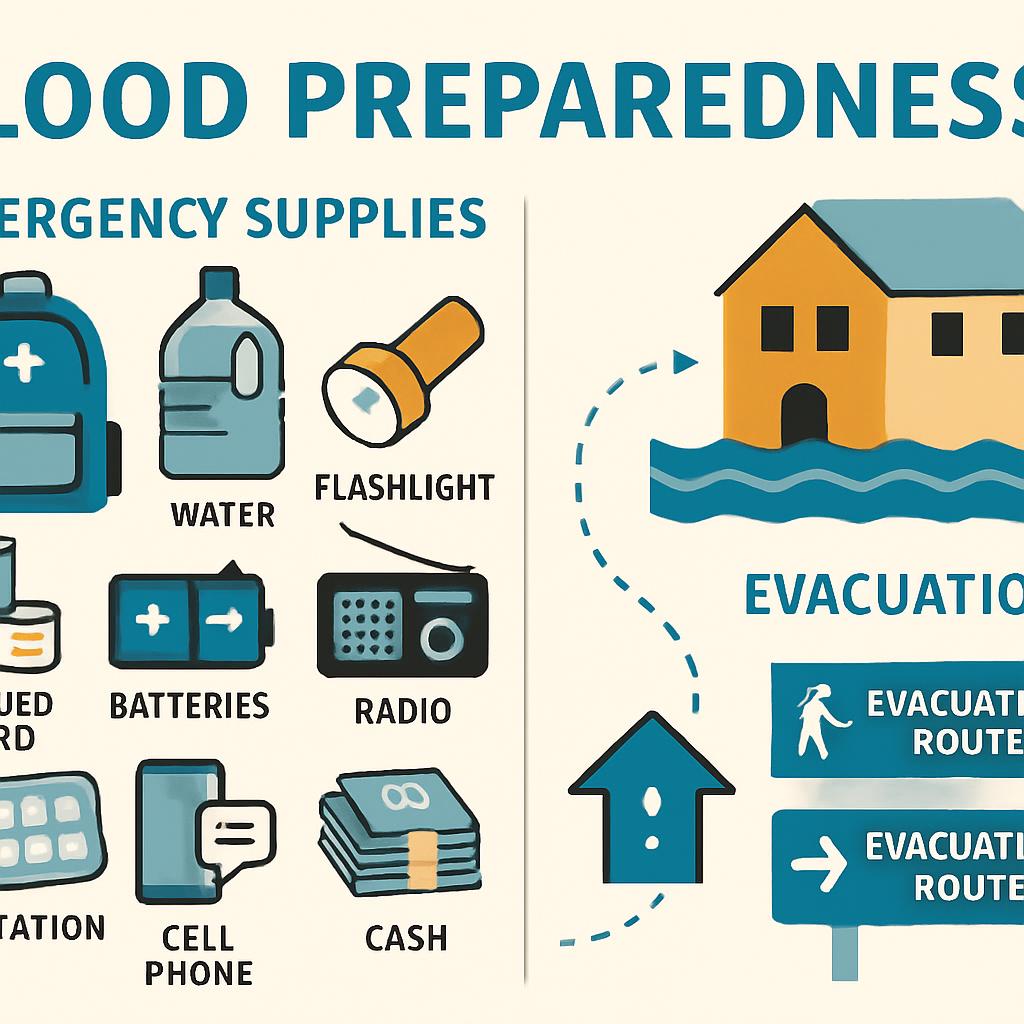 LOOD PREPAREDNESS
ERGENCY SUPPLIES
WATER
FLASHLIGHT
UED
RD
BATTERIES
RADIO
TATION
CELL
PHONE
CASH
EVACUATIO
EVACUATI
ROUTE
EVACUATI
ROUTE